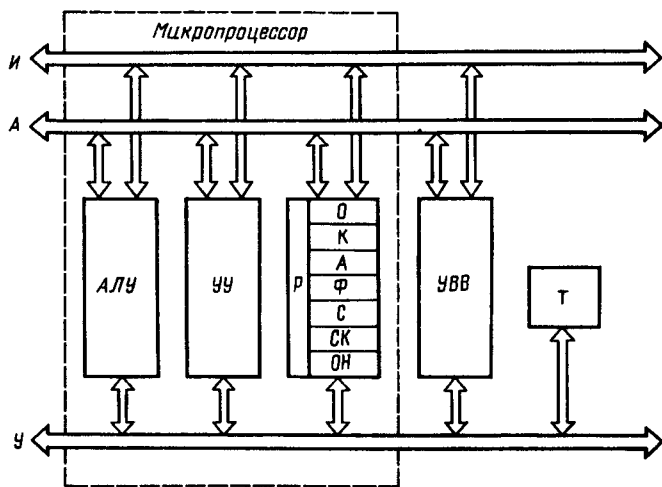 Микропроцессор
И
А
О
К
А
АЛУ
УУ
Р
Ф
УВВ
Т
С
СК
ОН
У